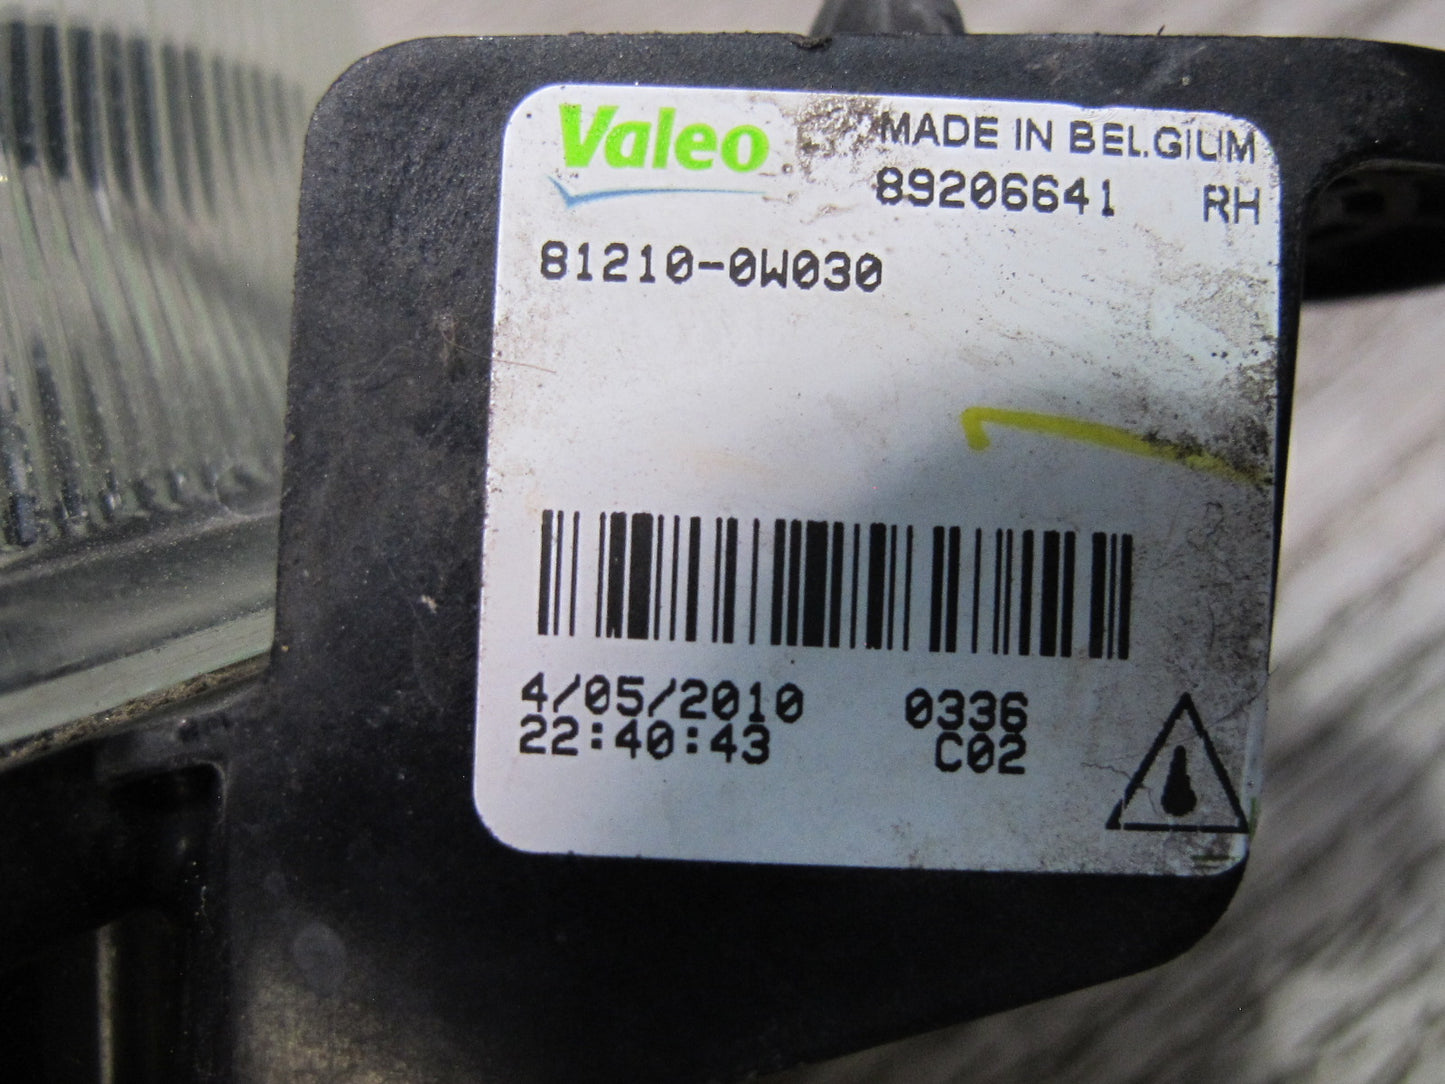 Valeo MADE IN BELGIUM
89206641 RH
81210-0W030
4/05/2010 0336
22:40:43 C02